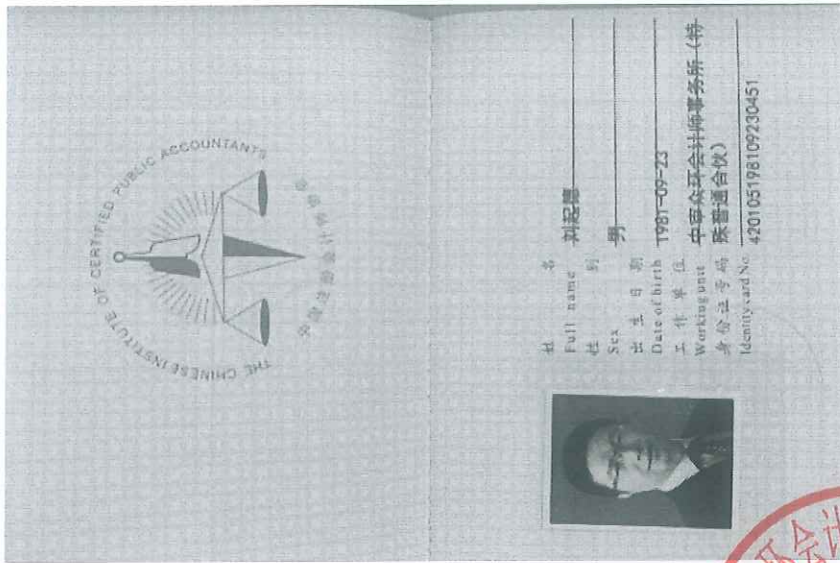 THE CHINESE INSTITUTE OF CERTIFIED PUBLIC ACCOUNTANTS
中国注册会计师协会
姓 名
Full name 刘起德
性 别
Sex 男
出 生 日 期
Date of birth 1981-09-23
工 作 单 位
Working unit 中审众环会计师事务所（特
殊普通合伙）
身份证号码
Identity card No. 420105198109230451
环会计